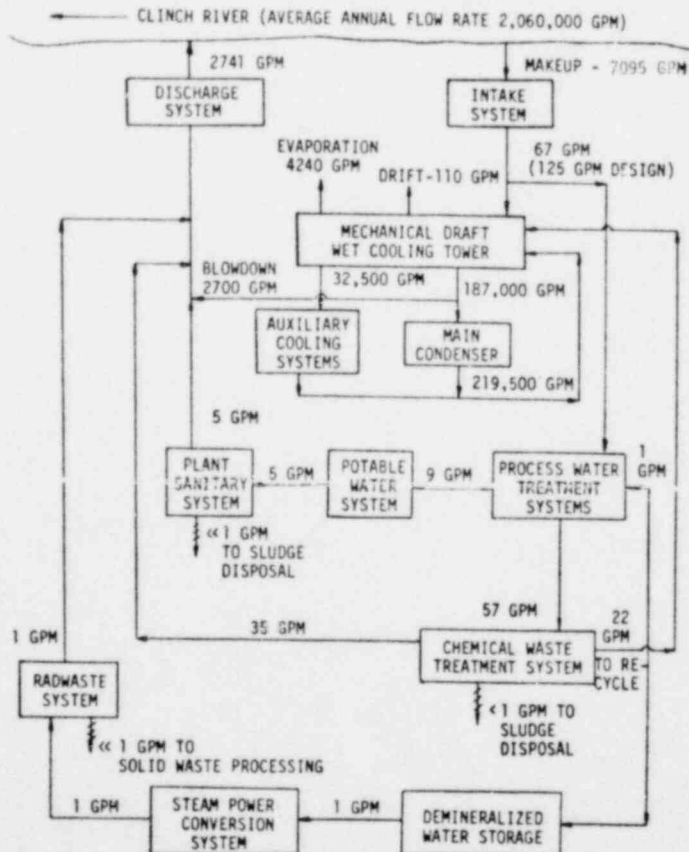 CLINCH RIVER (AVERAGE ANNUAL FLOW RATE 2,060,000 GPM)
2741 GPM
MAKEUP - 7095 GPM
DISCHARGE
SYSTEM
INTAKE
SYSTEM
EVAPORATION
4240 GPM
DRIFT-110 GPM
67 GPM
(125 GPM DESIGN)
MECHANICAL DRAFT
WET COOLING TOWER
BLOWDOWN
2700 GPM
32,500 GPM
187,000 GPM
AUXILIARY
COOLING
SYSTEMS
MAIN
CONDENSER
219,500 GPM
5 GPM
PLANT
SANITARY
SYSTEM
5 GPM
POTABLE
WATER
SYSTEM
9 GPM
PROCESS WATER
TREATMENT
SYSTEMS
1
GPM
<<1 GPM
TO SLUDGE
DISPOSAL
57 GPM
22
GPM
TO RE-
CYCLE
35 GPM
CHEMICAL WASTE
TREATMENT SYSTEM
<1 GPM TO
SLUDGE
DISPOSAL
1 GPM
RADWASTE
SYSTEM
<<1 GPM TO
SOLID WASTE PROCESSING
1 GPM
STEAM POWER
CONVERSION
SYSTEM
1 GPM
DEMINERALIZED
WATER STORAGE